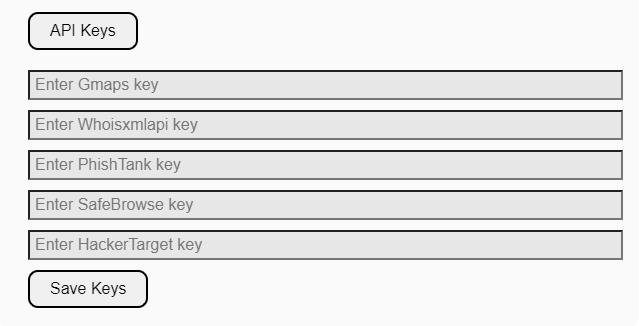 API Keys
Enter Gmaps key
Enter Whoisxmlapi key
Enter PhishTank key
Enter SafeBrowse key
Enter HackerTarget key
Save Keys